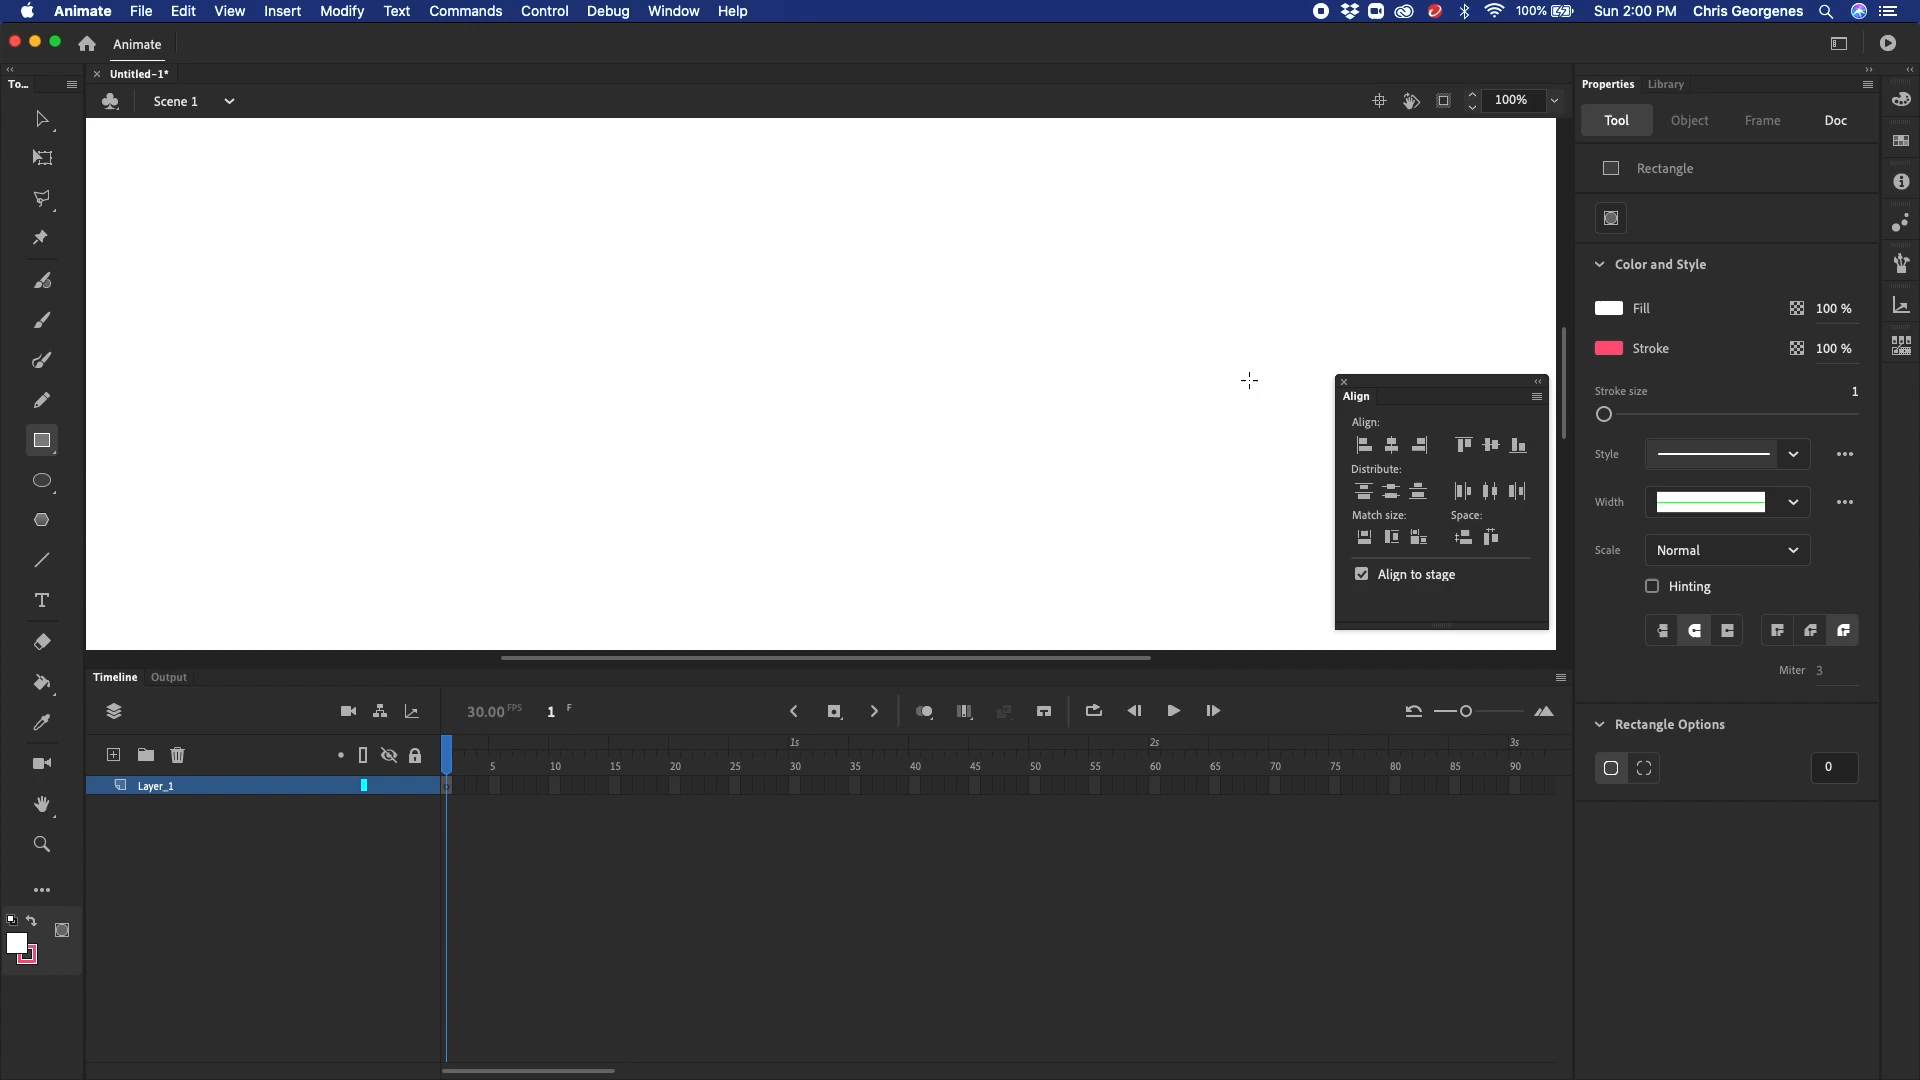 Animate File Edit View Insert Modify Text Commands Control Debug Window Help 100% Sun 2:00 PM Chris Georgenes
Animate
To... Untitled-1* Properties Library
Scene 1 100%
Tool Object Frame Doc
Rectangle
Color and Style
Fill 100 %
Stroke 100 %
Stroke size 1
Style
Width
Scale Normal
Hinting
Miter 3
Rectangle Options
0
Align
Align:
Distribute:
Match size: Space:
Align to stage
T
Timeline Output
30.00 FPS 1 F
1s 2s 3s
5 10 15 20 25 30 35 40 45 50 55 60 65 70 75 80 85 90
Layer_1